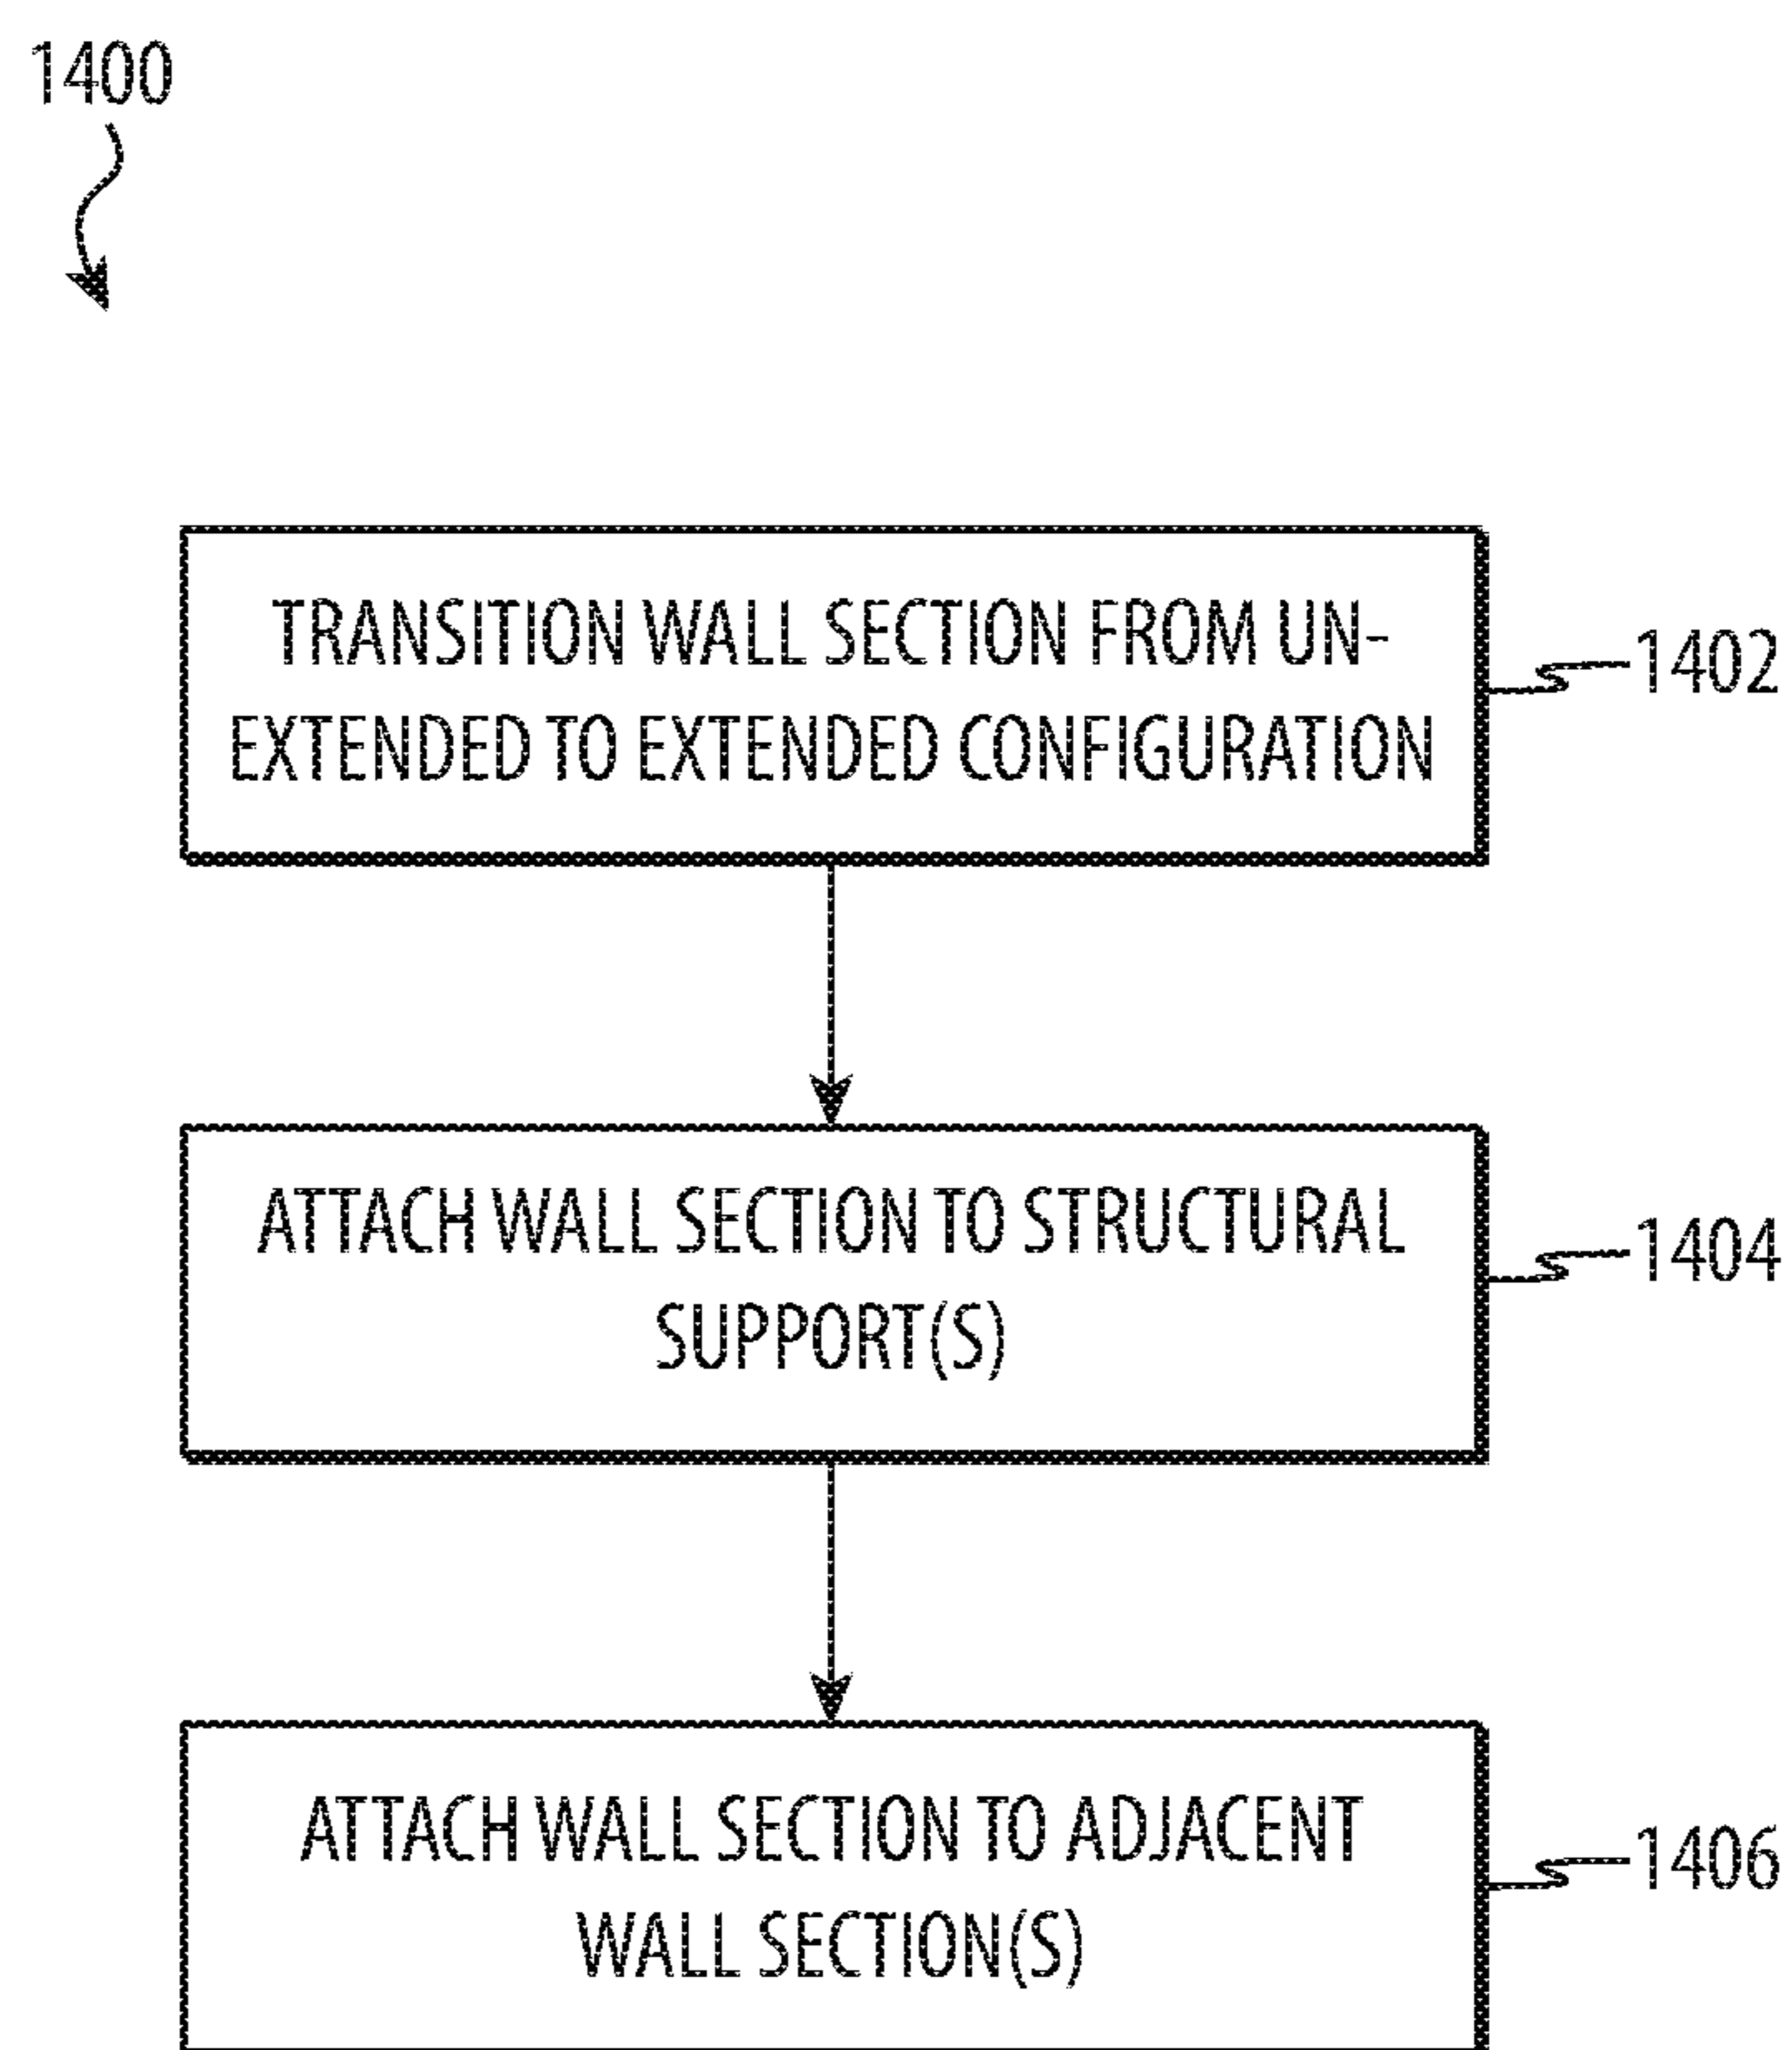 1400
TRANSITION WALL SECTION FROM UN-
EXTENDED TO EXTENDED CONFIGURATION
1402
ATTACH WALL SECTION TO STRUCTURAL
SUPPORT(S)
1404
ATTACH WALL SECTION TO ADJACENT
WALL SECTION(S)
1406